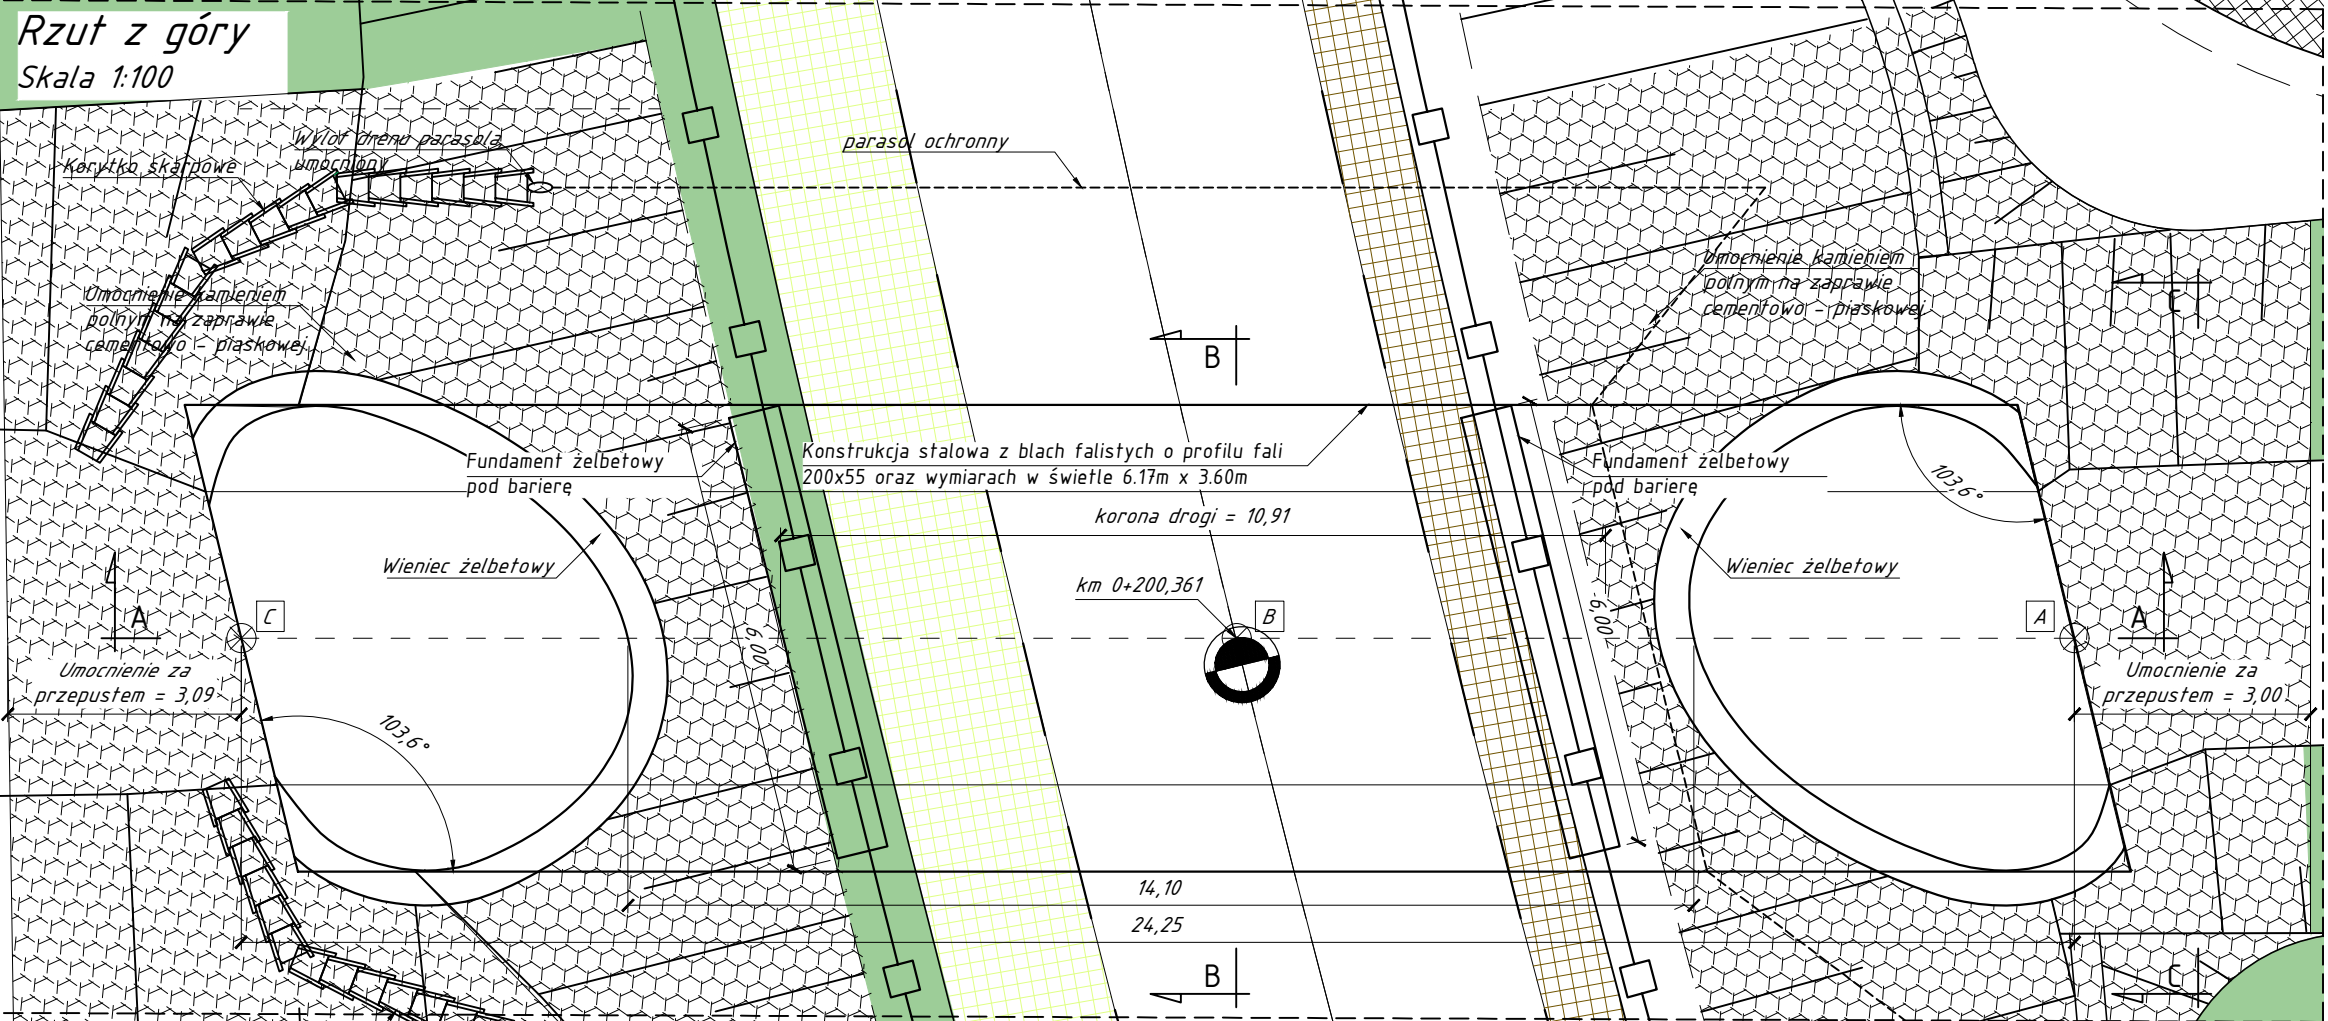 Rzut z góry
Skala 1:100
Wylot drenu parasola
umocniony
Korytko skarpowe
parasol ochronny
Umocnienie kamieniem
polnym na zaprawie
cementowo - piaskowej
Umocnienie kamieniem
polnym na zaprawie
cementowo - piaskowej
C
B
Fundament żelbetowy
pod barierę
Konstrukcja stalowa z blach falistych o profilu fali
200x55 oraz wymiarach w świetle 6.17m x 3.60m
Fundament żelbetowy
pod barierę
103,6°
korona drogi = 10,91
Wieniec żelbetowy
Wieniec żelbetowy
km 0+200,361
A
C
B
A
A
6,00
6,00
Umocnienie za
przepustem = 3,09
Umocnienie za
przepustem = 3,00
103,6°
14,10
24,25
B
C